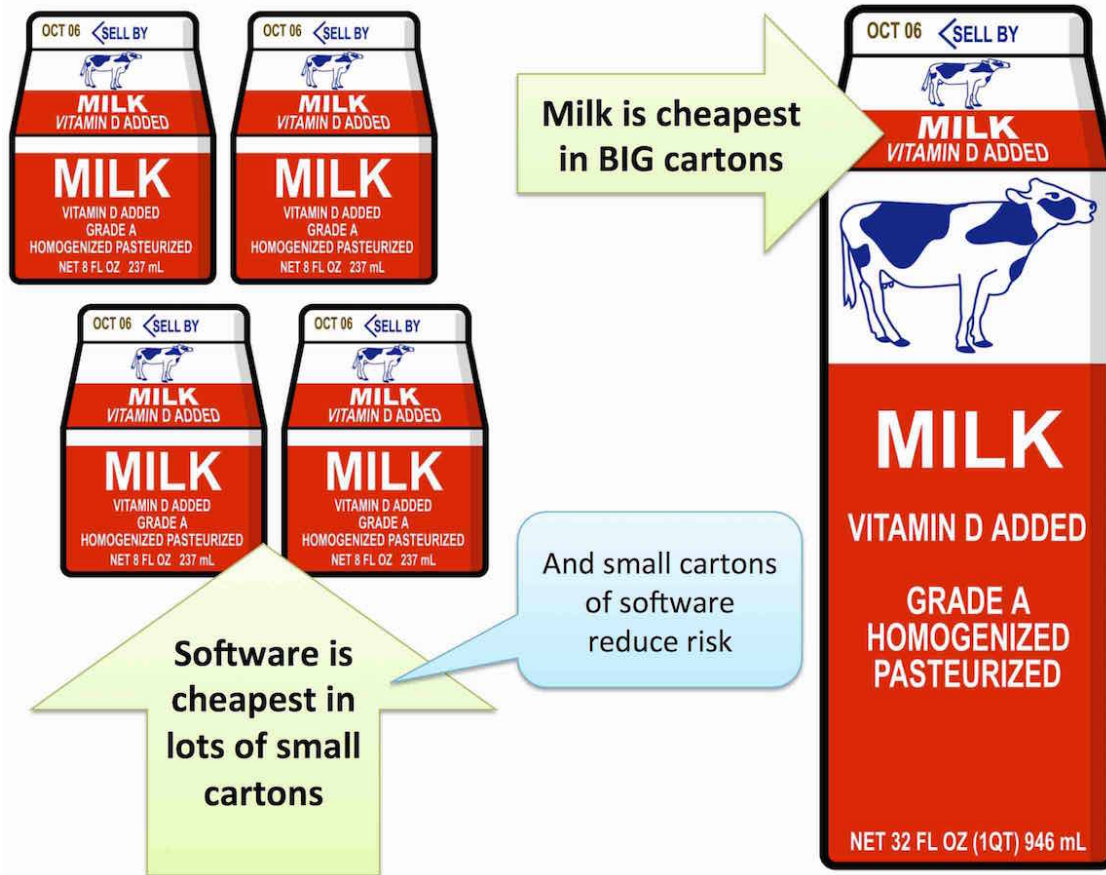 OCT 06 <SELL BY
MILK
VITAMIN D ADDED
MILK
VITAMIN D ADDED
GRADE A
HOMOGENIZED PASTEURIZED
NET 8 FL OZ 237 mL
OCT 06 <SELL BY
MILK
VITAMIN D ADDED
MILK
VITAMIN D ADDED
GRADE A
HOMOGENIZED PASTEURIZED
NET 8 FL OZ 237 mL
Milk is cheapest
in BIG cartons
OCT 06 <SELL BY
MILK
VITAMIN D ADDED
MILK
VITAMIN D ADDED
GRADE A
HOMOGENIZED
PASTEURIZED
NET 32 FL OZ (1QT) 946 mL
OCT 06 <SELL BY
MILK
VITAMIN D ADDED
MILK
VITAMIN D ADDED
GRADE A
HOMOGENIZED PASTEURIZED
NET 8 FL OZ 237 mL
OCT 06 <SELL BY
MILK
VITAMIN D ADDED
MILK
VITAMIN D ADDED
GRADE A
HOMOGENIZED PASTEURIZED
NET 8 FL OZ 237 mL
Software is
cheapest in
lots of small
cartons
And small cartons
of software
reduce risk